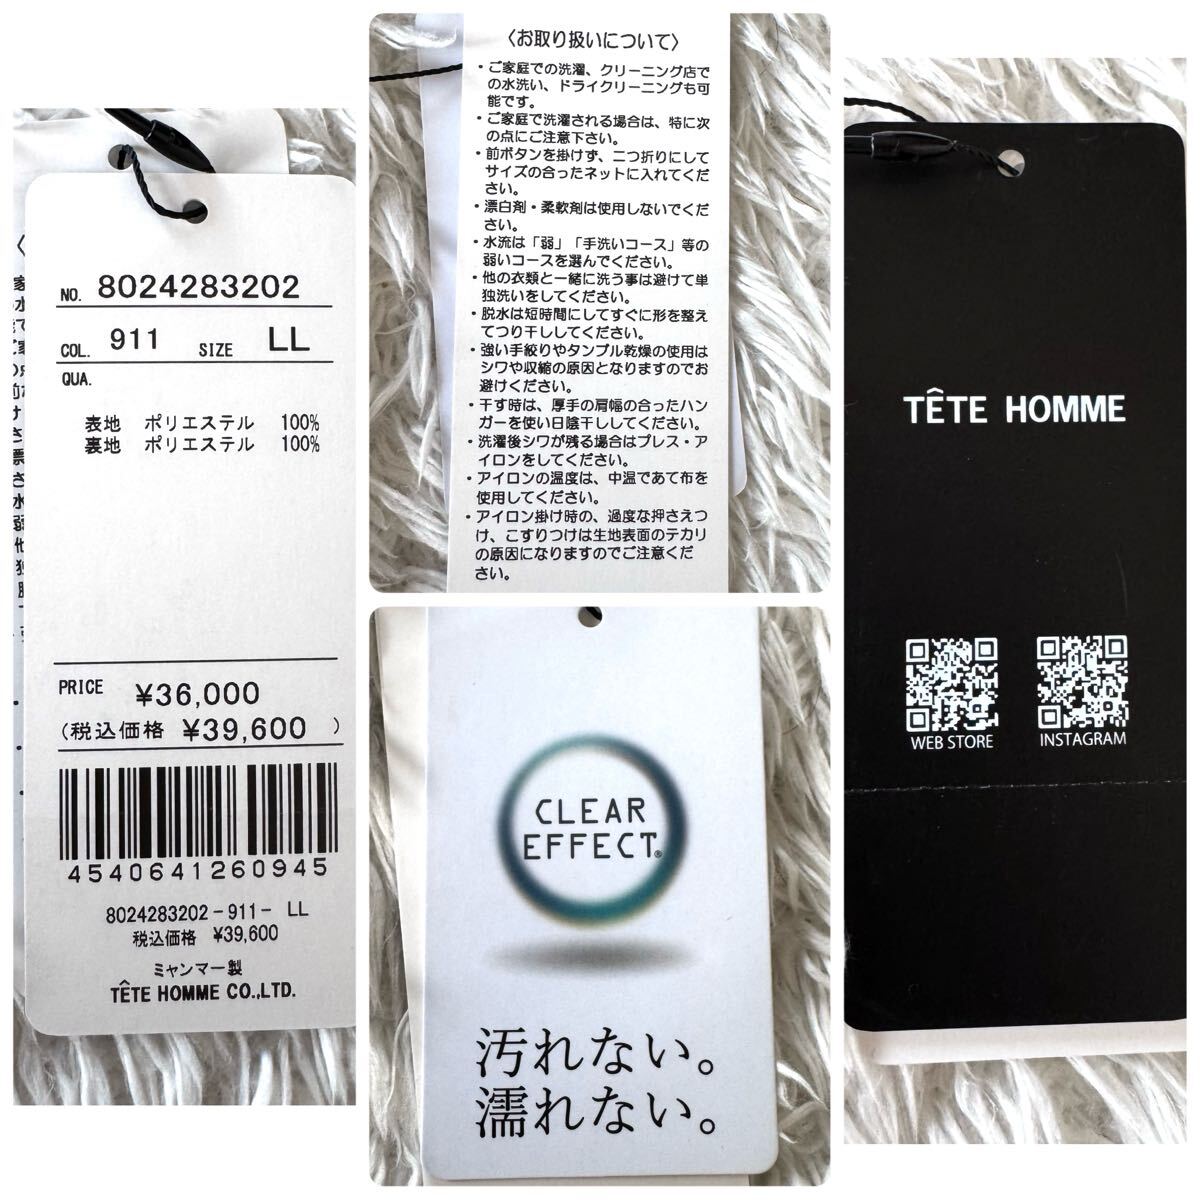 NO. 8024283202
COL. 911 SIZE LL
QUA.
表地 ポリエステル 100%
裏地 ポリエステル 100%
PRICE ¥36,000
(税込価格 ¥39,600 )
4540641260945
8024283202-911- LL
税込価格 ¥39,600
ミャンマー製
TÊTE HOMME CO.,LTD.
〈お取り扱いについて〉
・ご家庭での洗濯、クリーニング店で
の水洗い、ドライクリーニングも可
能です。
・ご家庭で洗濯される場合は、特に次
の点にご注意下さい。
・前ボタンを掛けず、二つ折りにして
サイズの合ったネットに入れてくだ
さい。
・漂白剤・柔軟剤は使用しないでくだ
さい。
・水流は「弱」「手洗いコース」等の
弱いコースを選んでください。
・他の衣類と一緒に洗う事は避けて単
独洗いをしてください。
・脱水は短時間にしてすぐに形を整え
てつり干ししてください。
・強い手絞りやタンブル乾燥の使用は
シワや収縮の原因となりますのでお
避けください。
・干す時は、厚手の肩幅の合ったハン
ガーを使い日陰干ししてください。
・洗濯後シワが残る場合はプレス・ア
イロンをしてください。
・アイロンの温度は、中温であて布を
使用してください。
・アイロン掛け時の、過度な押さえつ
け、こすりつけは生地表面のテカリ
の原因になりますのでご注意くだ
さい。
CLEAR
EFFECT®
汚れない。
濡れない。
TÊTE HOMME
WEB STORE INSTAGRAM